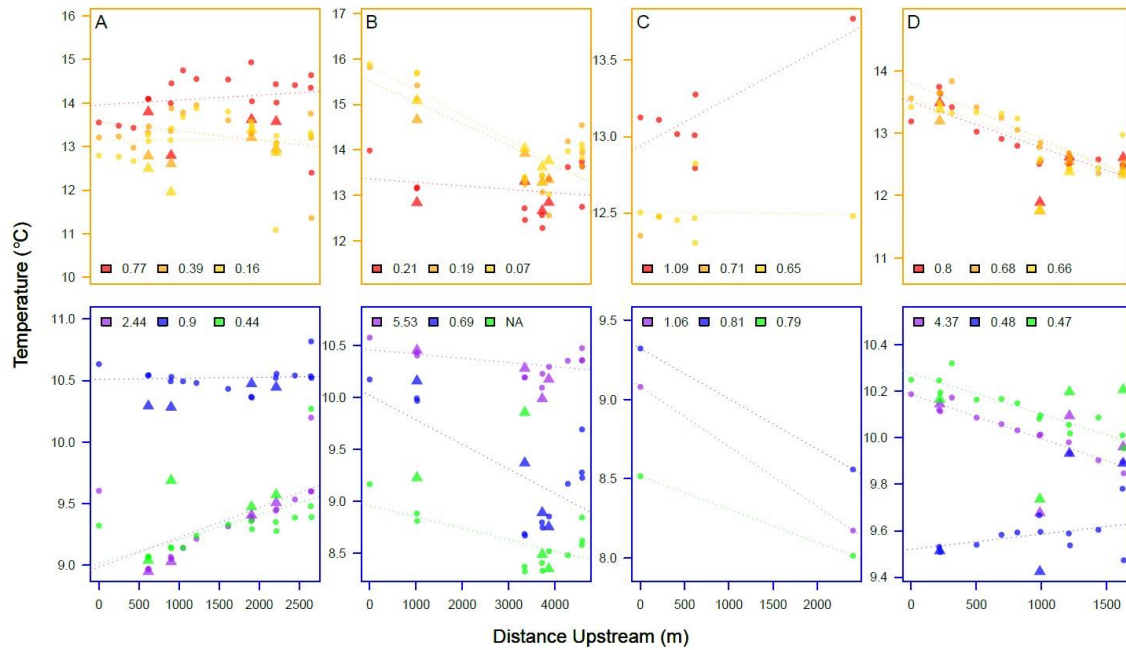 A
B
C
D
16
15
14
13
12
11
10
17
16
15
14
13
12
13.5
13.0
12.5
14
13
12
11
0.77 0.39 0.16
0.21 0.19 0.07
1.09 0.71 0.65
0.8 0.68 0.66
Temperature (°C)
2.44 0.9 0.44
5.53 0.69 NA
1.06 0.81 0.79
4.37 0.48 0.47
11.0
10.5
10.0
9.5
9.0
10.5
10.0
9.5
9.0
8.5
9.5
9.0
8.5
8.0
10.4
10.2
10.0
9.8
9.6
9.4
0 500 1000 1500 2000 2500
0 1000 2000 3000 4000
0 500 1000 1500 2000
0 500 1000 1500
Distance Upstream (m)